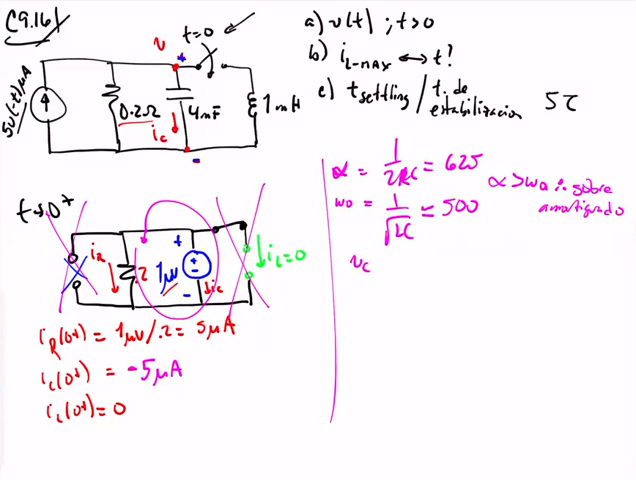 C9.16)
t=0
v
+
5u(-t)μA
0.2Ω
4mF
1mH
ic
-
a) v(t) ; t>0
b) iL-MAX ↔ t?
c) t settling / t. de estabilizacion 5τ
t→0+
iR
.2
1μV
+
-
ic
iL=0
iR(0+) = 1μV/.2 = 5μA
ic(0+) = -5μA
iL(0+) = 0
α = 1/2RC = 625
ω0 = 1/√LC = 500
α>ω0 ∴ sobre
amortiguado
vc